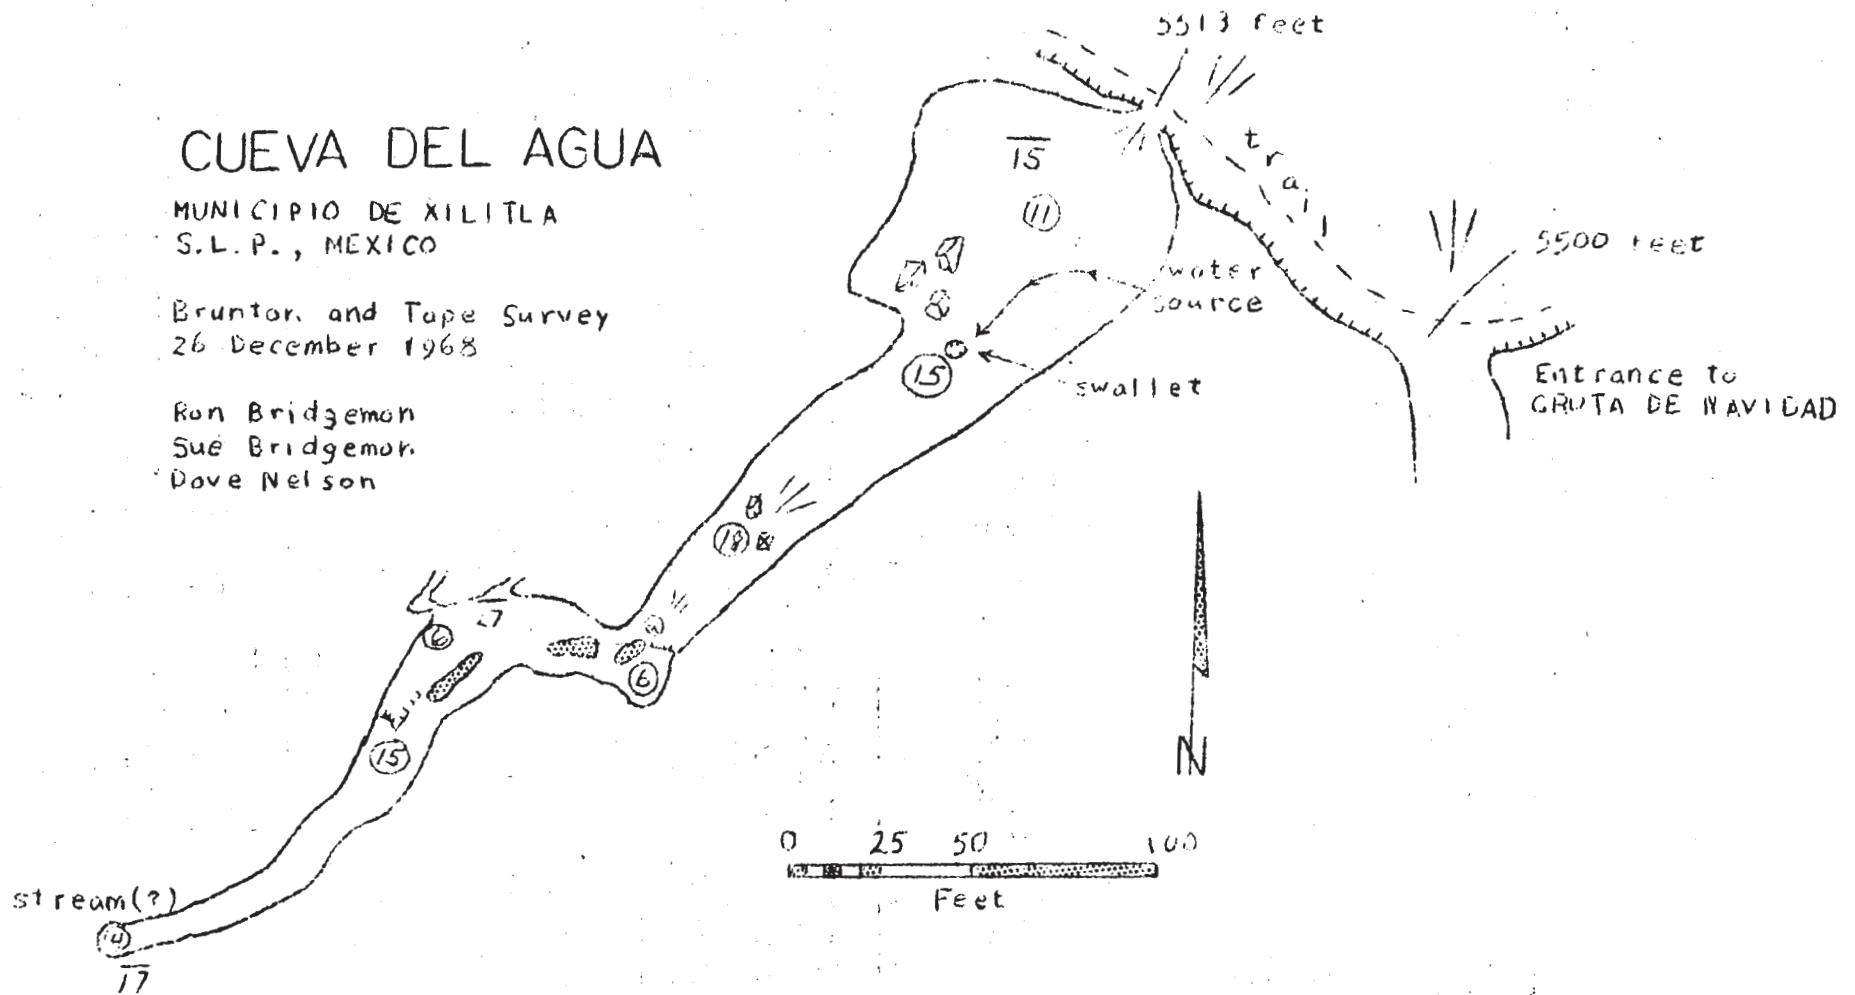 5513 feet
CUEVA DEL AGUA
MUNICIPIO DE XILITLA
S.L.P., MEXICO
Brunton and Tape Survey
26 December 1968
Ron Bridgemon
Sue Bridgemon
Dave Nelson
trail
15
11
5500 feet
water
source
15
swallet
Entrance to
GRUTA DE NAVIDAD
18
6
7
6
15
N
0 25 50 100
Feet
stream(?)
14
17